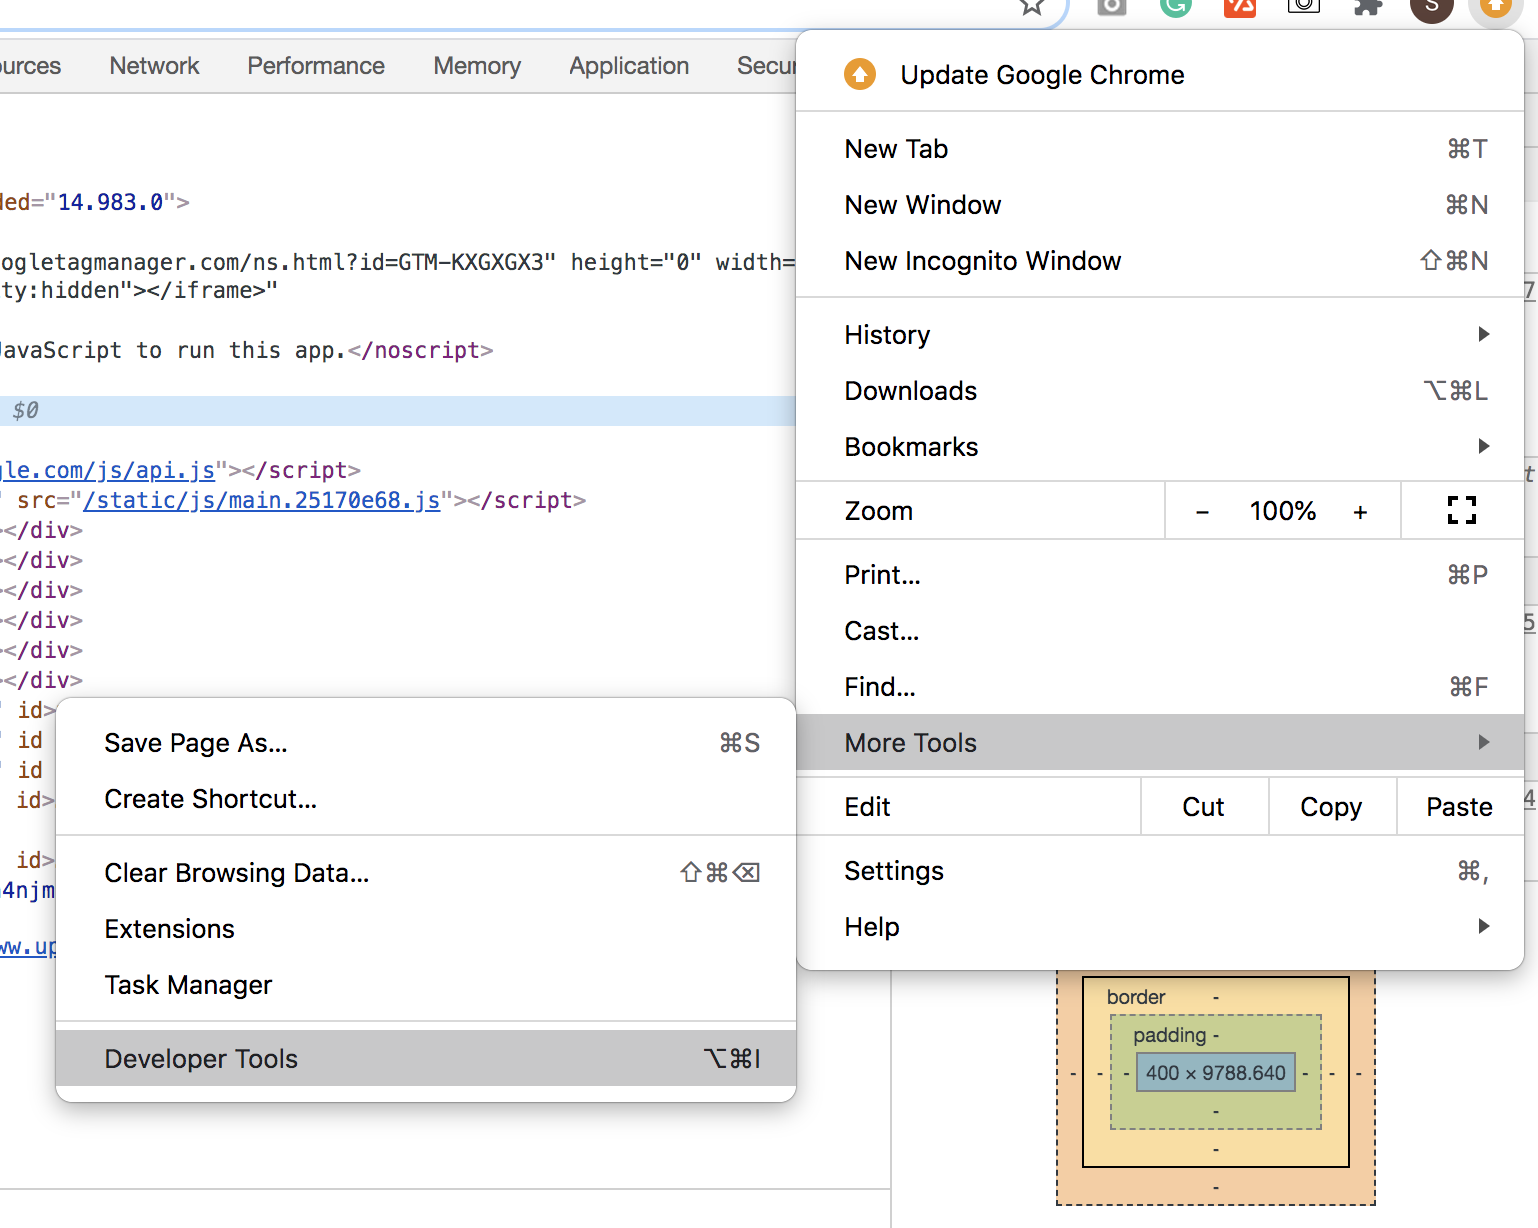 S
urces Network Performance Memory Application Secur
ded="14.983.0">
ogletagmanager.com/ns.html?id=GTM-KXGXGX3" height="0" width=
ty:hidden"></iframe>"
JavaScript to run this app.</noscript>
$0
gle.com/js/api.js"></script>
" src="/static/js/main.25170e68.js"></script>
></div>
></div>
></div>
></div>
></div>
></div>
" id>
" id
" id
id>
id>
4njm
ww.up
Update Google Chrome
New Tab ⌘T
New Window ⌘N
New Incognito Window ⇧⌘N
History ▶
Downloads ⌥⌘L
Bookmarks ▶
Zoom − 100% +
Print... ⌘P
Cast...
Find... ⌘F
More Tools ▶
Edit Cut Copy Paste
Settings ⌘,
Help ▶
Save Page As... ⌘S
Create Shortcut...
Clear Browsing Data... ⇧⌘⌫
Extensions
Task Manager
Developer Tools ⌥⌘I
7
t
5
4
border -
padding -
- - - 400 × 9788.640 - - -
-
-
-